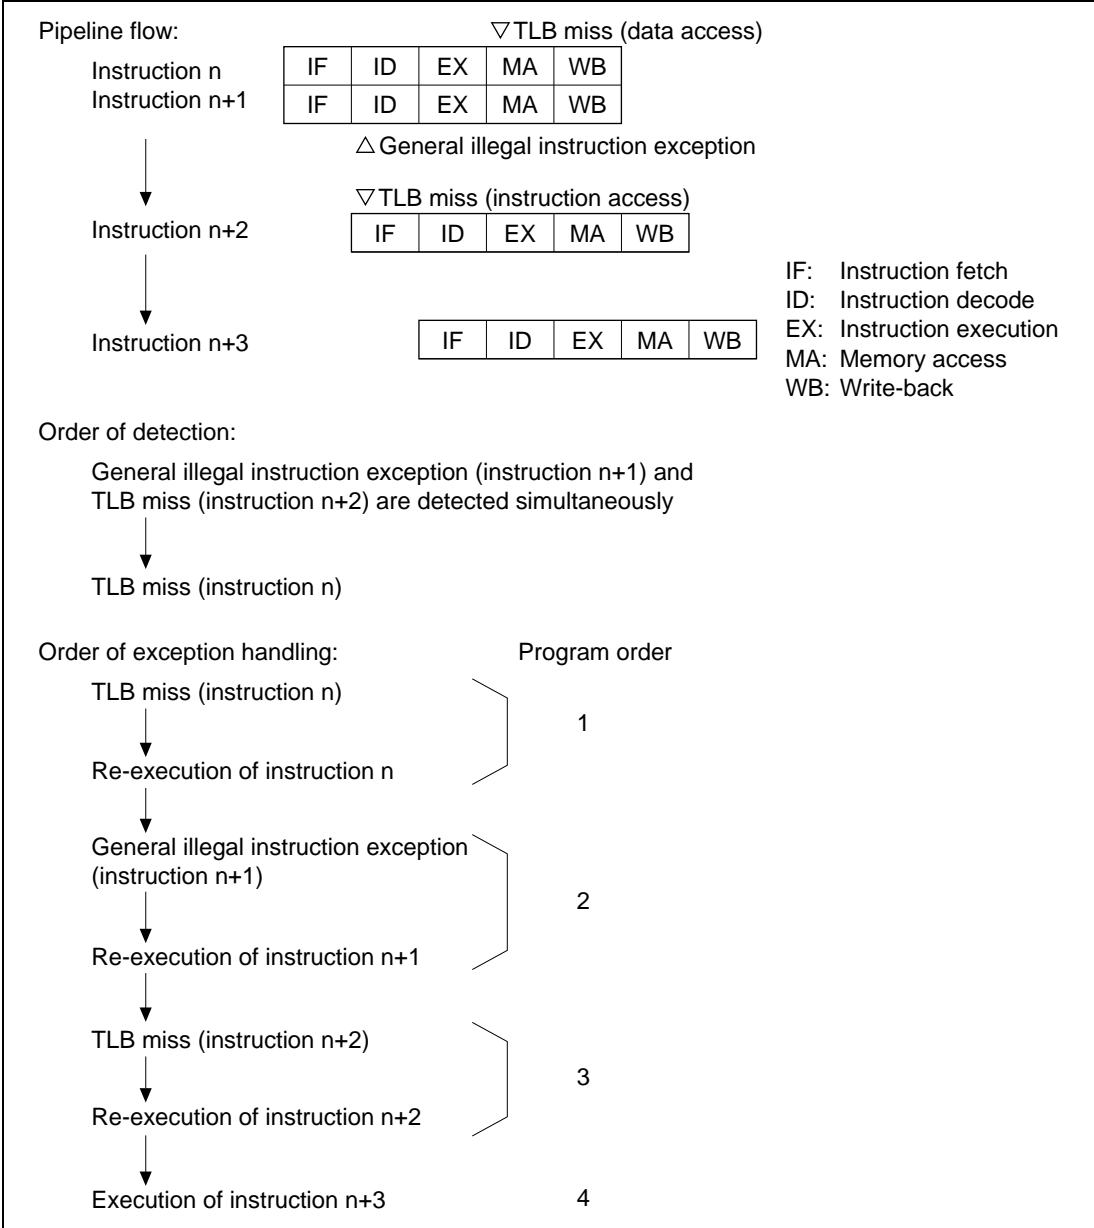 Pipeline flow:
▽TLB miss (data access)
Instruction n IF ID EX MA WB
Instruction n+1 IF ID EX MA WB
△General illegal instruction exception
▽TLB miss (instruction access)
Instruction n+2 IF ID EX MA WB
Instruction n+3 IF ID EX MA WB
IF: Instruction fetch
ID: Instruction decode
EX: Instruction execution
MA: Memory access
WB: Write-back
Order of detection:
General illegal instruction exception (instruction n+1) and
TLB miss (instruction n+2) are detected simultaneously
TLB miss (instruction n)
Order of exception handling: Program order
TLB miss (instruction n)
1
Re-execution of instruction n
General illegal instruction exception
(instruction n+1)
2
Re-execution of instruction n+1
TLB miss (instruction n+2)
3
Re-execution of instruction n+2
Execution of instruction n+3 4